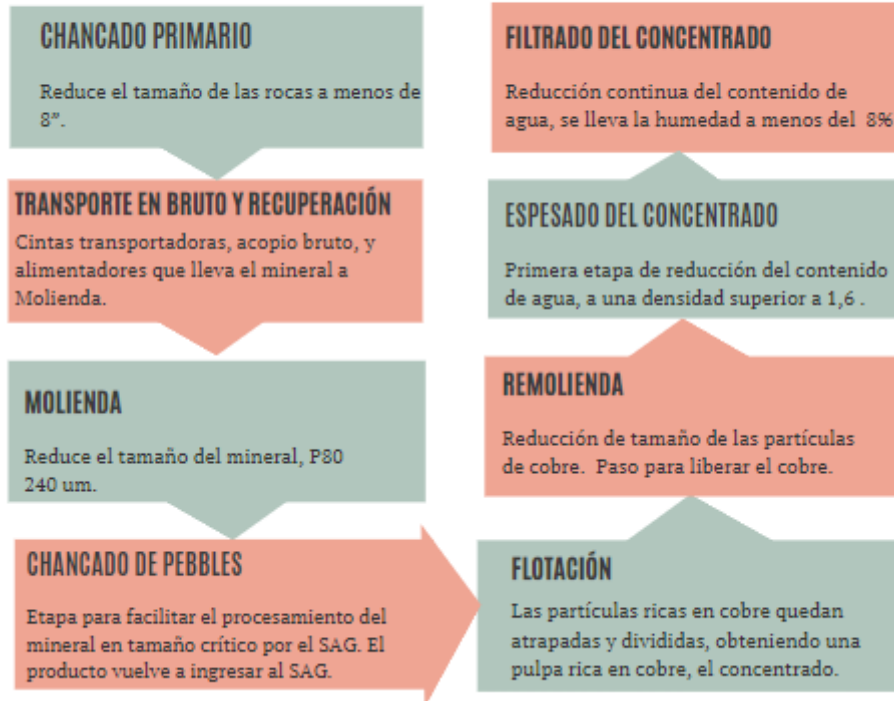 CHANCADO PRIMARIO
Reduce el tamaño de las rocas a menos de
8”.
TRANSPORTE EN BRUTO Y RECUPERACIÓN
Cintas transportadoras, acopio bruto, y
alimentadores que lleva el mineral a
Molienda.
MOLIENDA
Reduce el tamaño del mineral, P80
240 um.
CHANCADO DE PEBBLES
Etapa para facilitar el procesamiento del
mineral en tamaño crítico por el SAG. El
producto vuelve a ingresar al SAG.
FLOTACIÓN
Las partículas ricas en cobre quedan
atrapadas y divididas, obteniendo una
pulpa rica en cobre, el concentrado.
REMOLIENDA
Reducción de tamaño de las partículas
de cobre. Paso para liberar el cobre.
ESPESADO DEL CONCENTRADO
Primera etapa de reducción del contenido
de agua, a una densidad superior a 1,6 .
FILTRADO DEL CONCENTRADO
Reducción continua del contenido de
agua, se lleva la humedad a menos del 8%